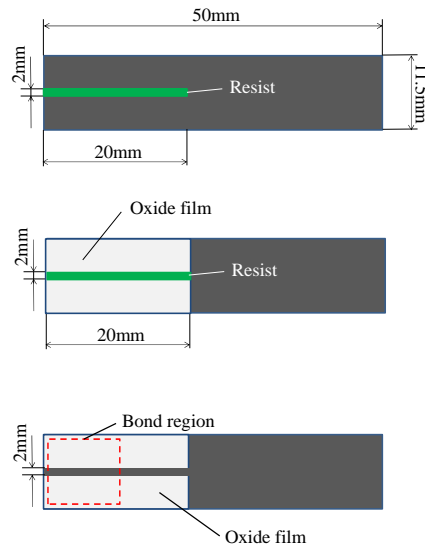 50mm
2mm
Resist
11.5mm
20mm
Oxide film
2mm
Resist
20mm
Bond region
2mm
Oxide film